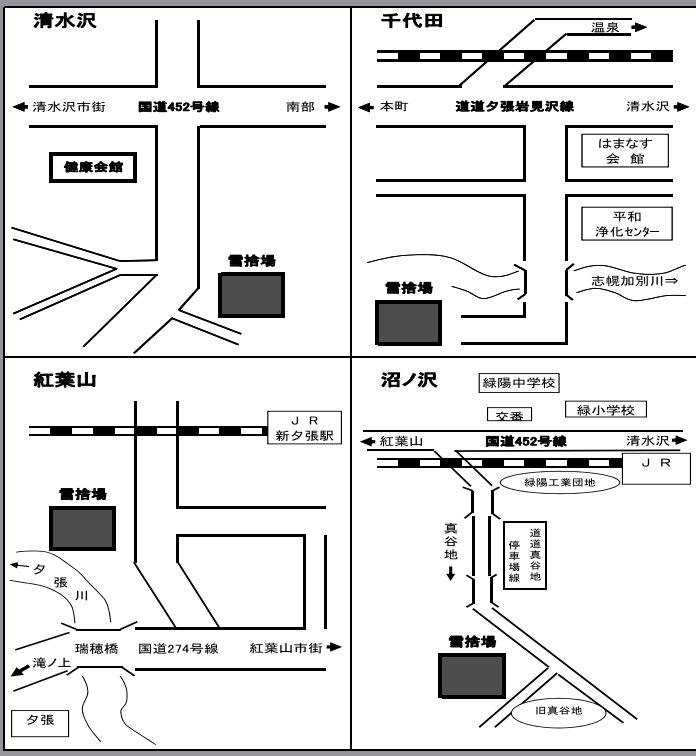 清水沢
清水沢市街
国道452号線
南部
健康会館
雪捨場
千代田
温泉
本町
道道夕張岩見沢線
清水沢
はまなす
会 館
平和
浄化センター
志幌加別川⇒
雪捨場
紅葉山
ＪＲ
新夕張駅
雪捨場
夕
張
川
瑞穂橋
国道274号線
紅葉山市街
滝ノ上
夕張
沼ノ沢
緑陽中学校
交番
緑小学校
紅葉山
国道452号線
清水沢
ＪＲ
緑陽工業団地
真谷地
道道真谷地
停車場線
雪捨場
旧真谷地